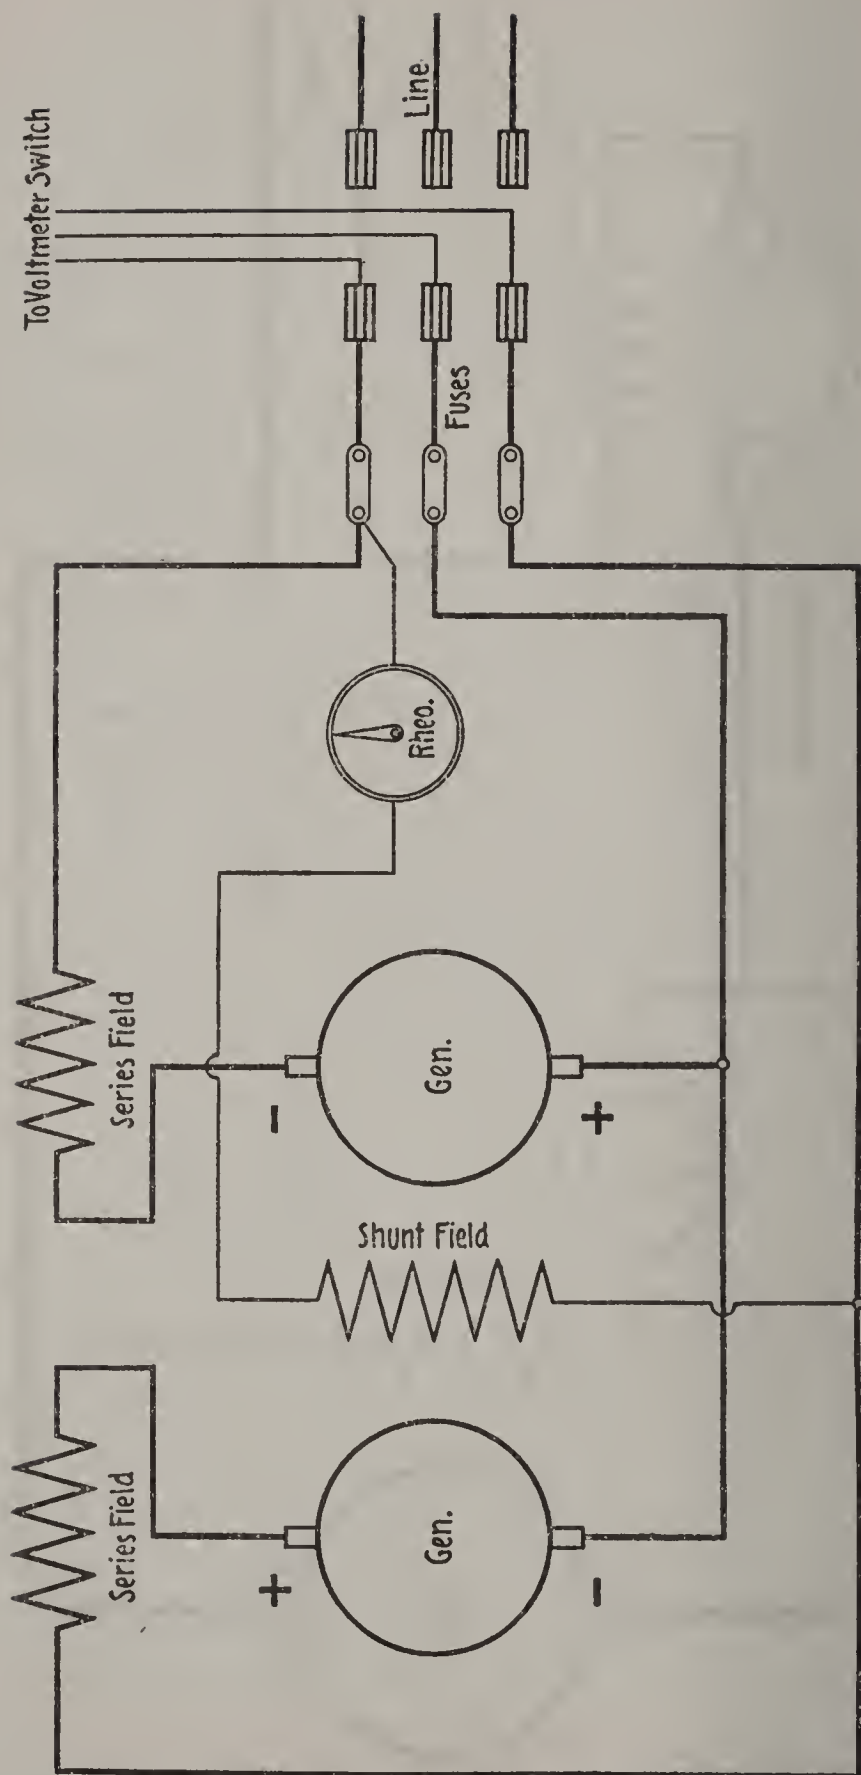 To Voltmeter Switch
Line
Fuses
Rheo.
Series Field
-
Gen.
+
Shunt Field
Series Field
+
Gen.
-